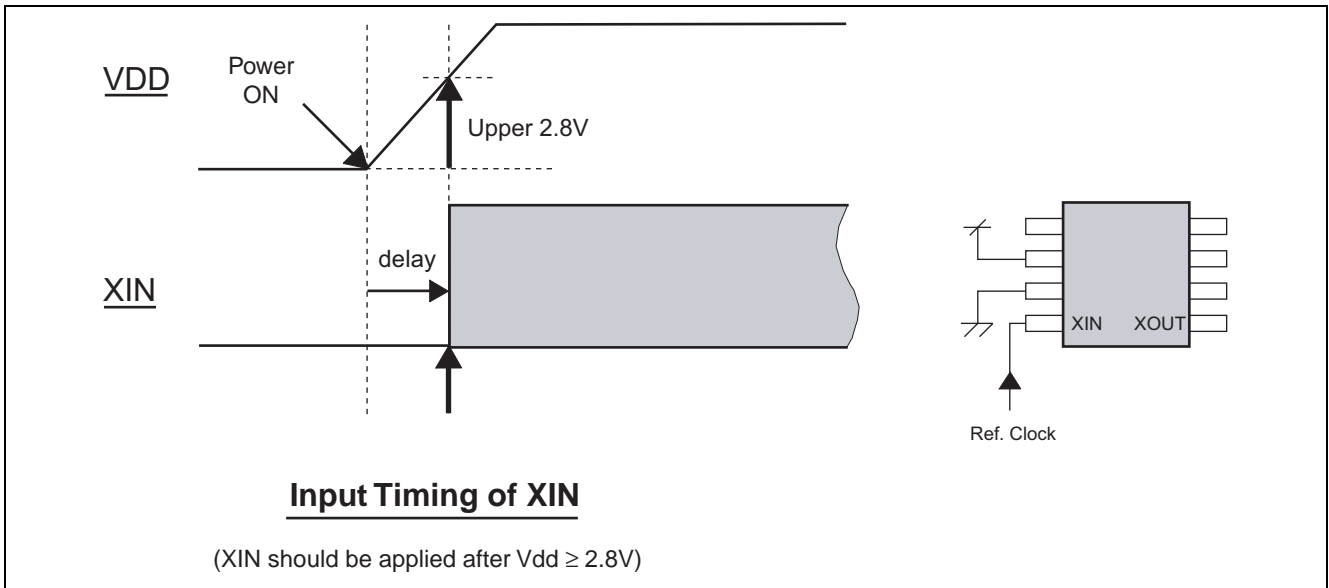 VDD
Power
ON
Upper 2.8V
delay
XIN
XIN XOUT
Ref. Clock
Input Timing of XIN
(XIN should be applied after Vdd ≥ 2.8V)